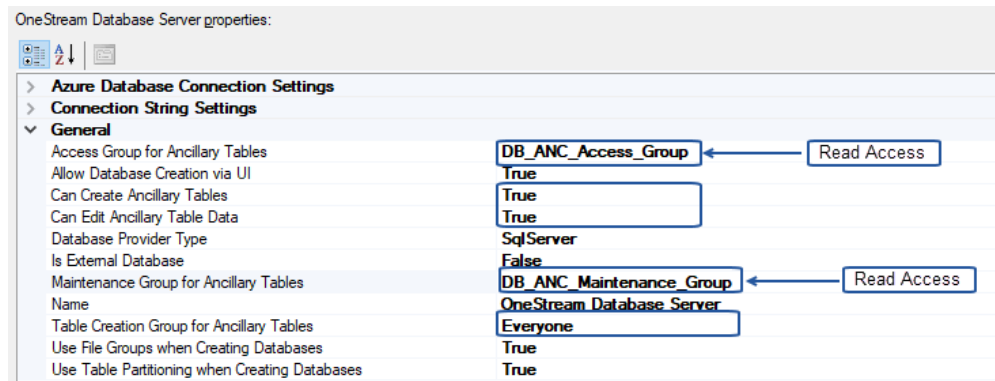 OneStream Database Server properties:
Azure Database Connection Settings
Connection String Settings
General
Access Group for Ancillary Tables DB_ANC_Access_Group Read Access
Allow Database Creation via UI True
Can Create Ancillary Tables True
Can Edit Ancillary Table Data True
Database Provider Type SqlServer
Is External Database False
Maintenance Group for Ancillary Tables DB_ANC_Maintenance_Group Read Access
Name OneStream Database Server
Table Creation Group for Ancillary Tables Everyone
Use File Groups when Creating Databases True
Use Table Partitioning when Creating Databases True